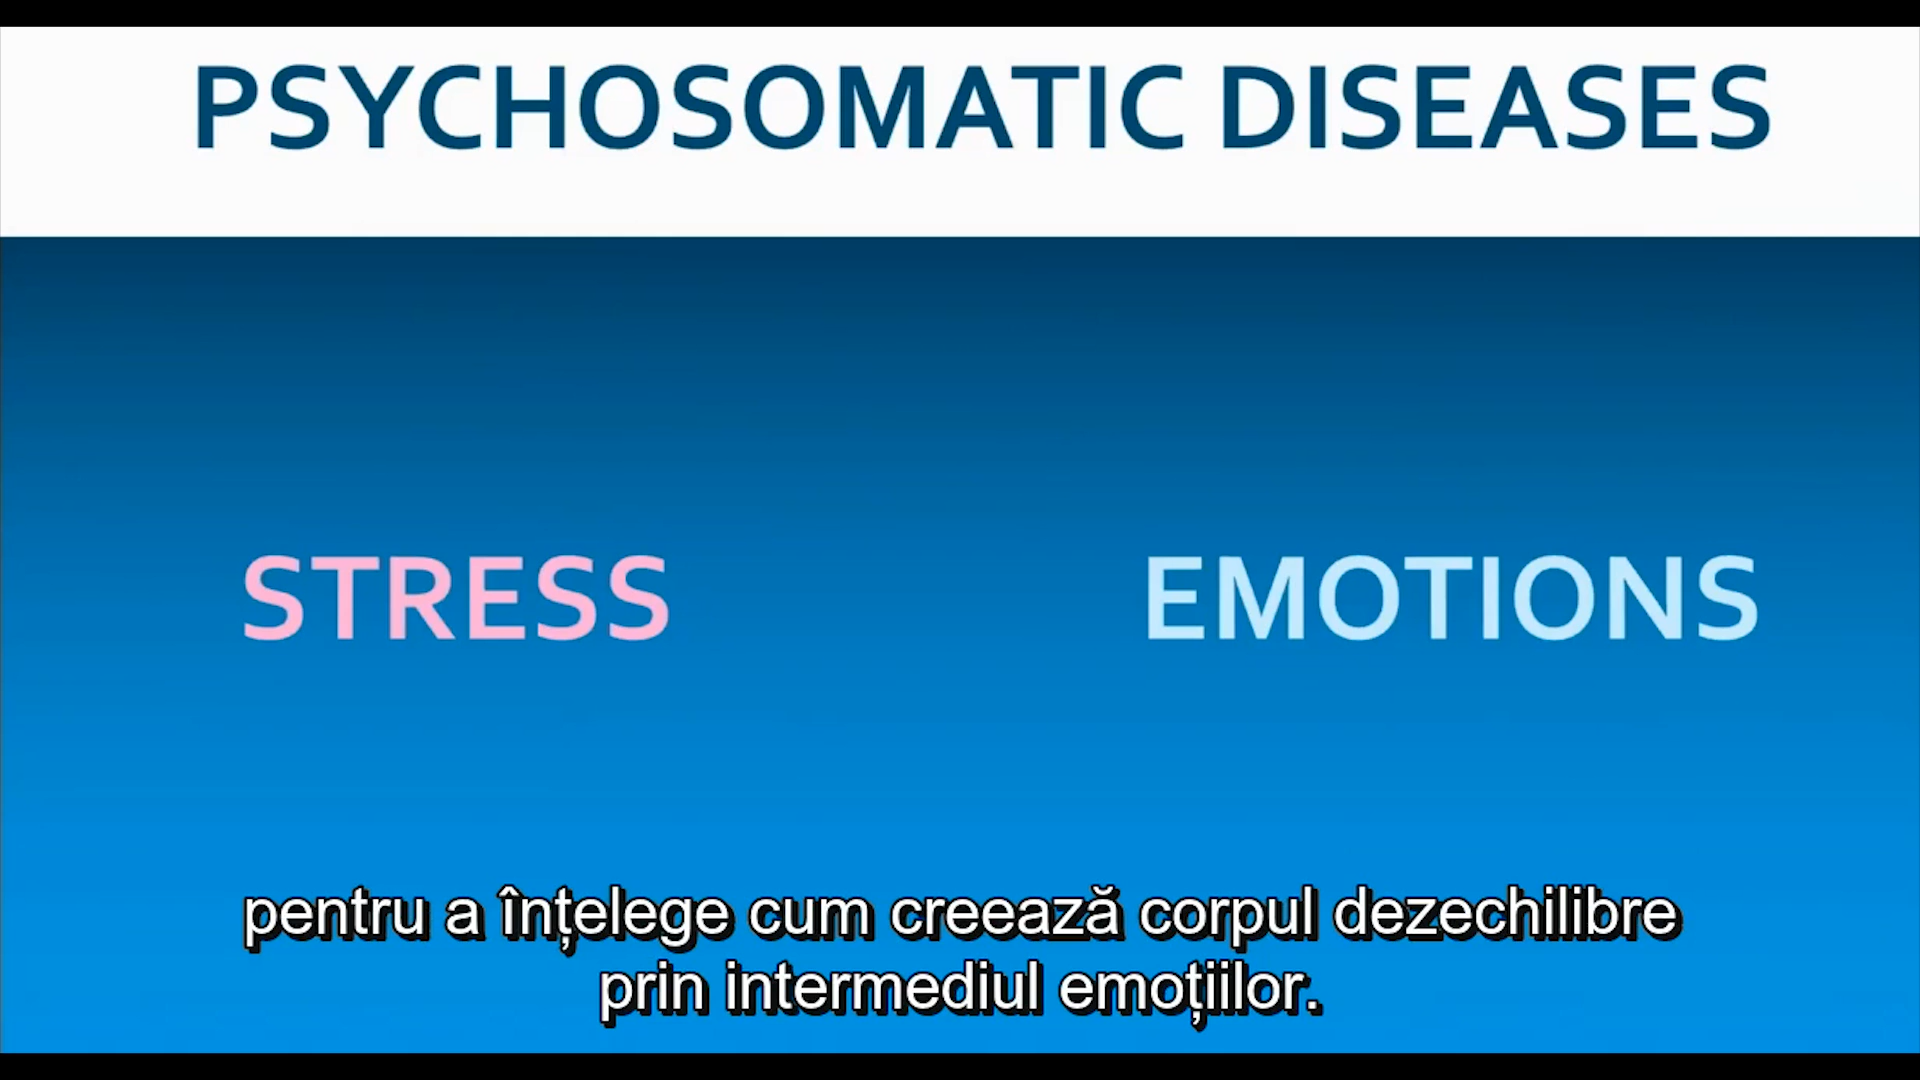 PSYCHOSOMATIC DISEASES
STRESS
EMOTIONS
pentru a înțelege cum creează corpul dezechilibre
prin intermediul emoțiilor.